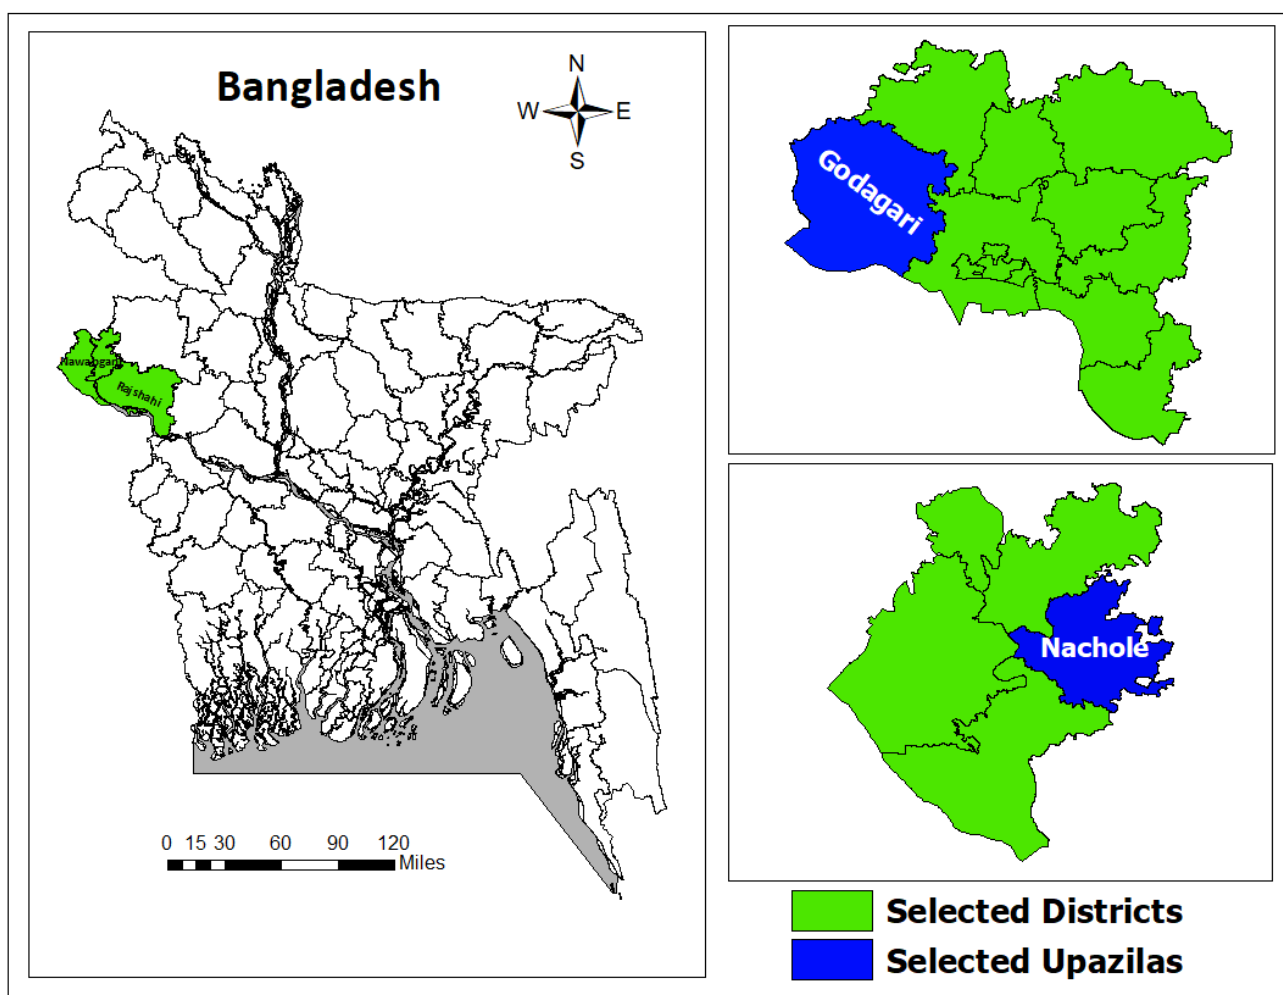 Bangladesh
N
W E
S
Nawabganj
Rajshahi
0 15 30 60 90 120
Miles
Godagari
Nachole
Selected Districts
Selected Upazilas